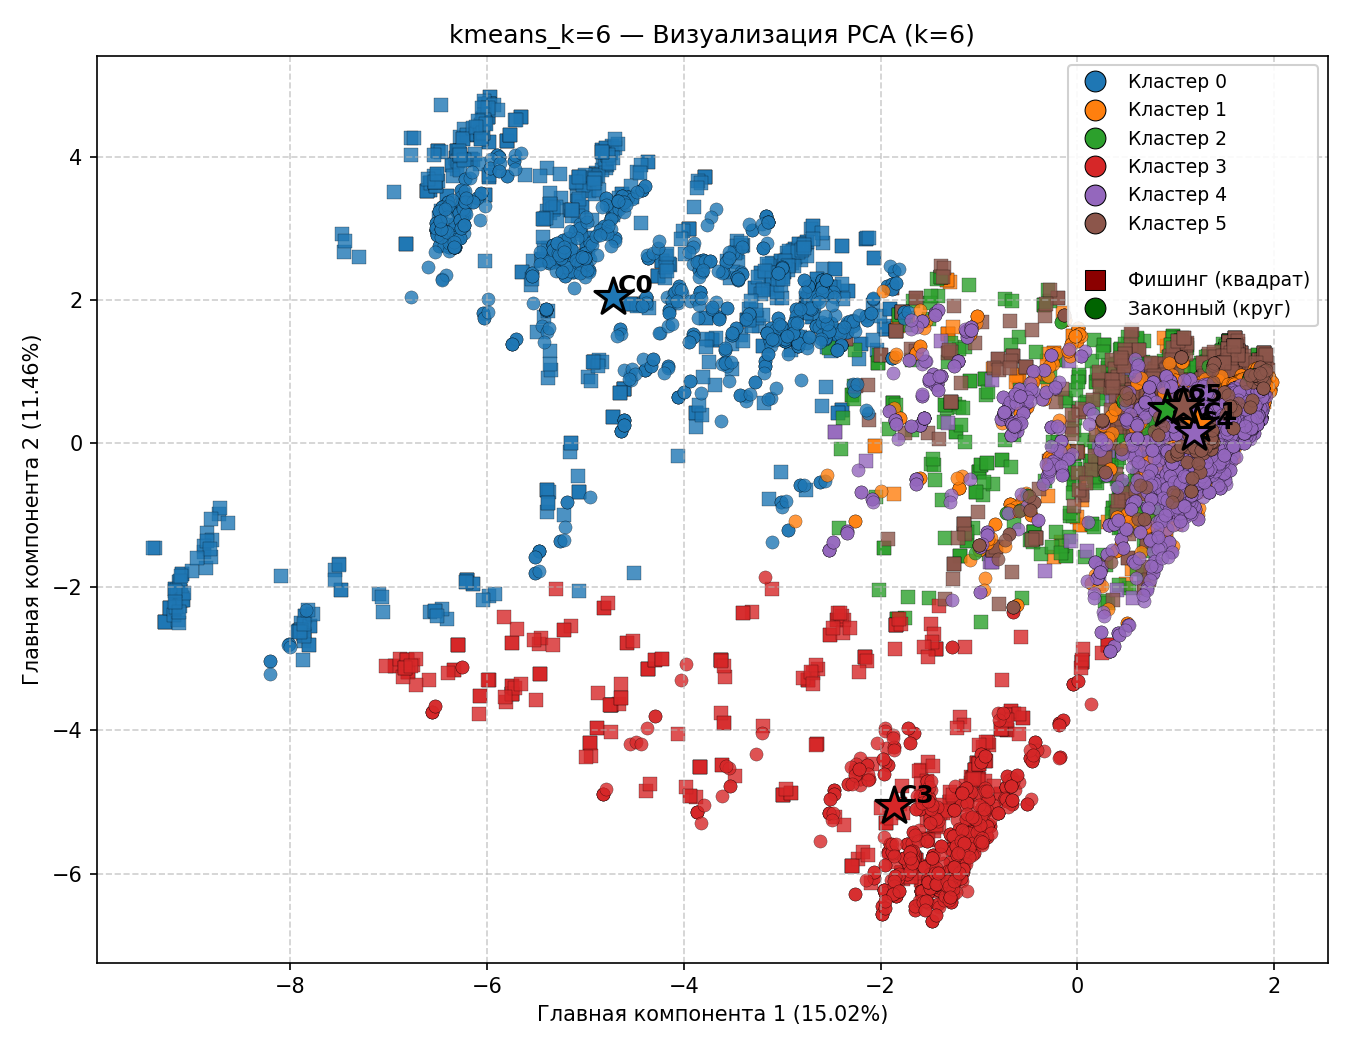 kmeans_k=6 — Визуализация PCA (k=6)
Кластер 0
Кластер 1
Кластер 2
Кластер 3
Кластер 4
Кластер 5
Фишинг (квадрат)
Законный (круг)
C0
C5
C1
C3
4
2
0
−2
−4
−6
Главная компонента 2 (11.46%)
−8
−6
−4
−2
0
2
Главная компонента 1 (15.02%)